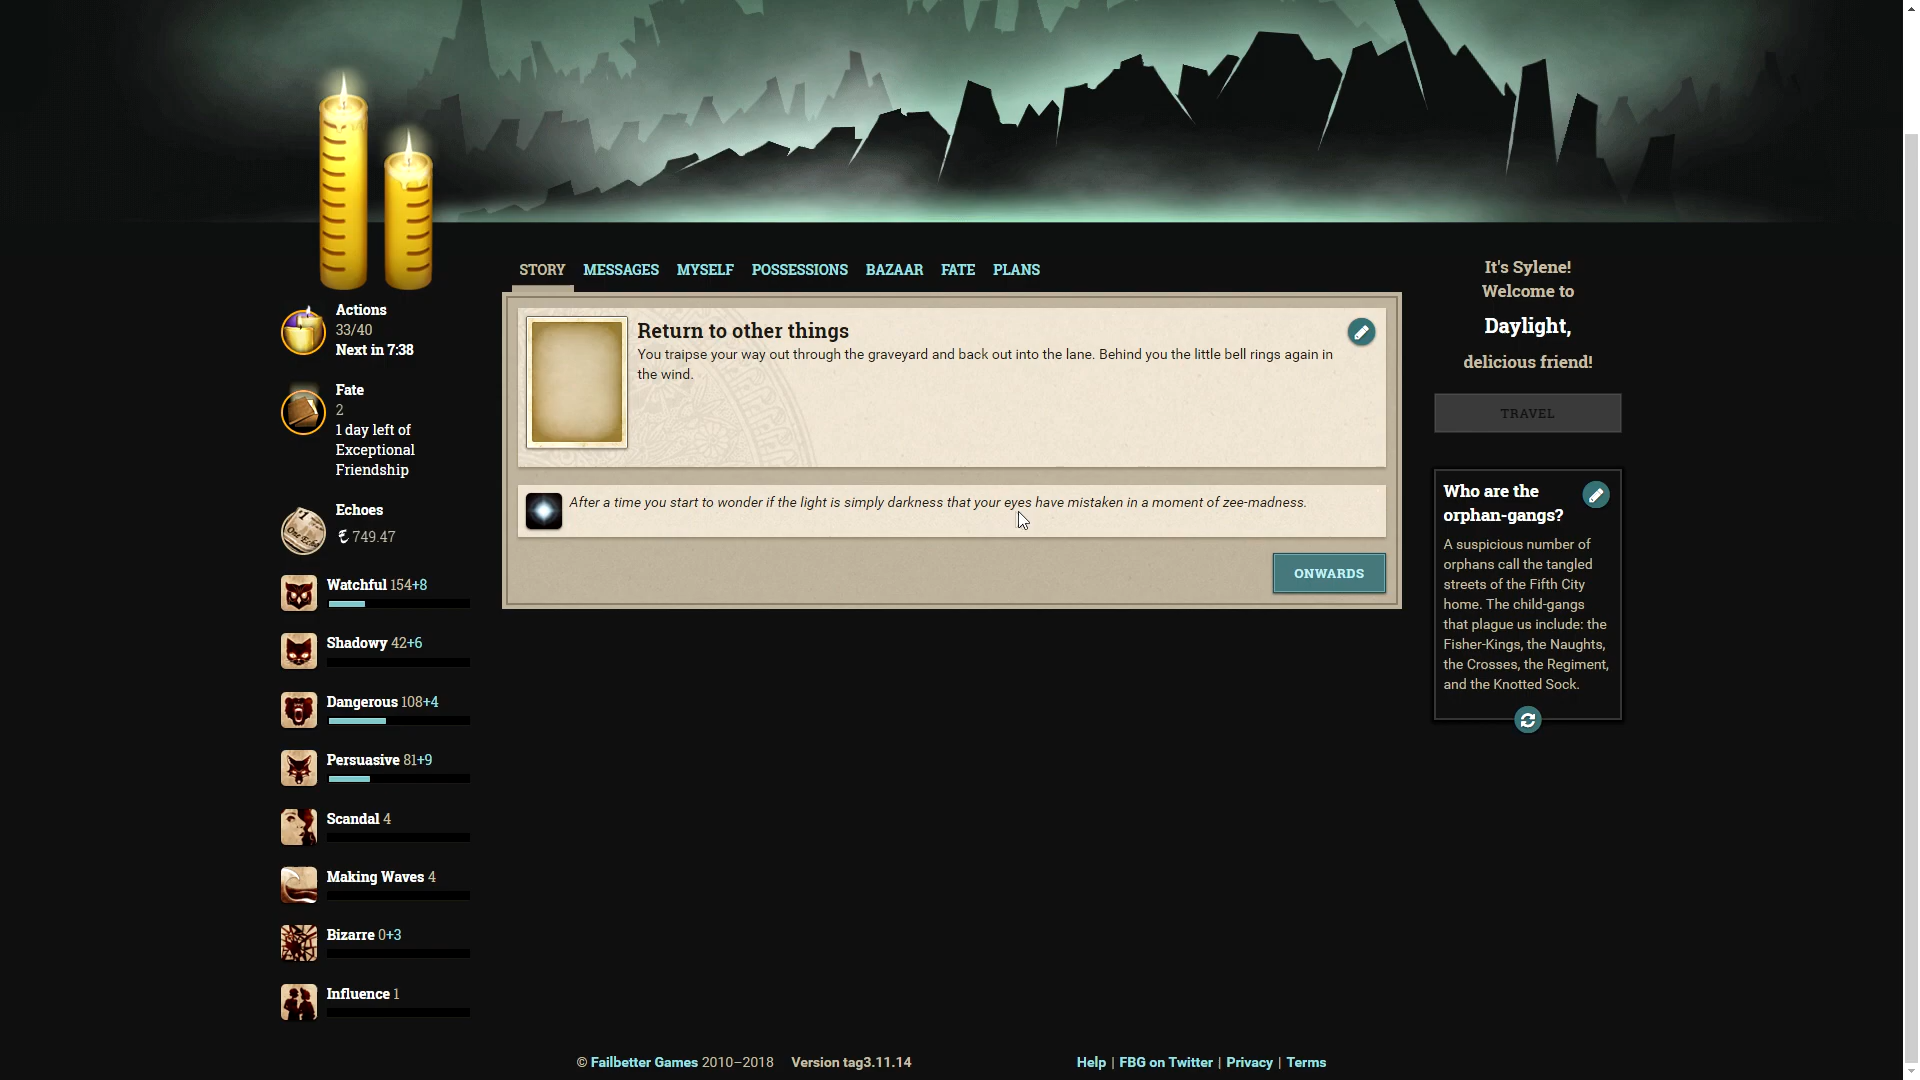 STORY MESSAGES MYSELF POSSESSIONS BAZAAR FATE PLANS
Actions
33/40
Next in 7:38
Fate
2
1 day left of
Exceptional
Friendship
Echoes
749.47
Watchful 154+8
Shadowy 42+6
Dangerous 108+4
Persuasive 81+9
Scandal 4
Making Waves 4
Bizarre 0+3
Influence 1
Return to other things
You traipse your way out through the graveyard and back out into the lane. Behind you the little bell rings again in
the wind.
After a time you start to wonder if the light is simply darkness that your eyes have mistaken in a moment of zee-madness.
ONWARDS
It's Sylene!
Welcome to
Daylight,
delicious friend!
TRAVEL
Who are the
orphan-gangs?
A suspicious number of
orphans call the tangled
streets of the Fifth City
home. The child-gangs
that plague us include: the
Fisher-Kings, the Naughts,
the Crosses, the Regiment,
and the Knotted Sock.
© Failbetter Games 2010–2018 Version tag3.11.14
Help | FBG on Twitter | Privacy | Terms